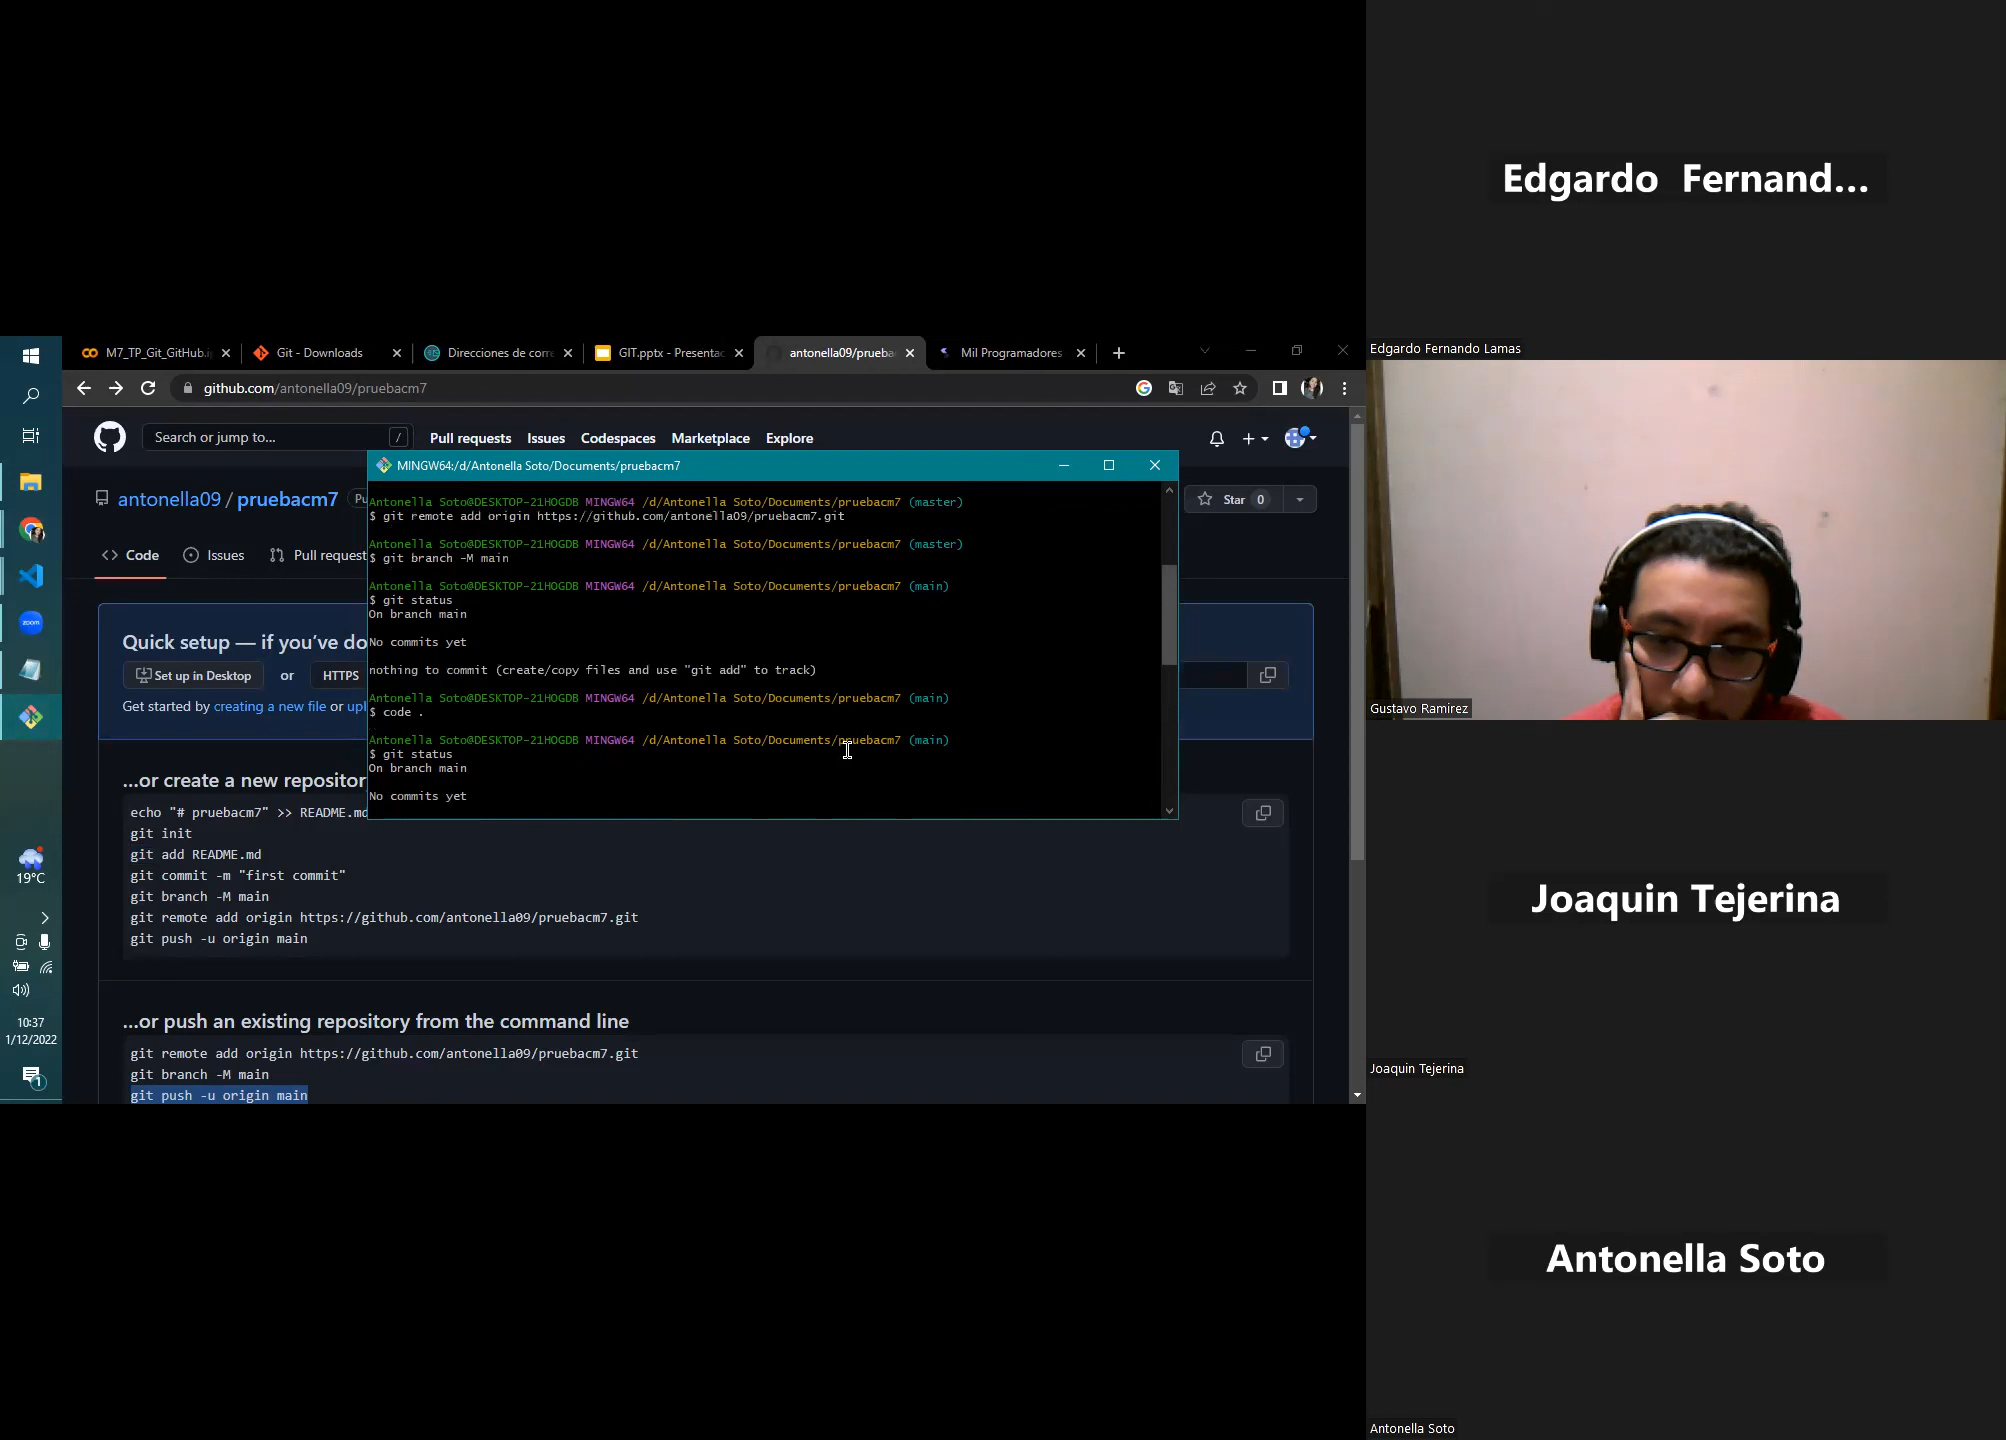 M7_TP_Git_GitHub.i
Git - Downloads
Direcciones de corr
GIT.pptx - Presentac
antonella09/prueba
Mil Programadores
github.com/antonella09/pruebacm7
Search or jump to...
/
Pull requests
Issues
Codespaces
Marketplace
Explore
antonella09 / pruebacm7
Pu
Star 0
Code
Issues
Pull request
Quick setup — if you've do
Set up in Desktop
or
HTTPS
Get started by creating a new file or upl
...or create a new repositor
echo "# pruebacm7" >> README.md
git init
git add README.md
git commit -m "first commit"
git branch -M main
git remote add origin https://github.com/antonella09/pruebacm7.git
git push -u origin main
...or push an existing repository from the command line
git remote add origin https://github.com/antonella09/pruebacm7.git
git branch -M main
git push -u origin main
MINGW64:/d/Antonella Soto/Documents/pruebacm7
Antonella Soto@DESKTOP-21HOGDB MINGW64 /d/Antonella Soto/Documents/pruebacm7 (master)
$ git remote add origin https://github.com/antonella09/pruebacm7.git
Antonella Soto@DESKTOP-21HOGDB MINGW64 /d/Antonella Soto/Documents/pruebacm7 (master)
$ git branch -M main
Antonella Soto@DESKTOP-21HOGDB MINGW64 /d/Antonella Soto/Documents/pruebacm7 (main)
$ git status
On branch main
No commits yet
nothing to commit (create/copy files and use "git add" to track)
Antonella Soto@DESKTOP-21HOGDB MINGW64 /d/Antonella Soto/Documents/pruebacm7 (main)
$ code .
Antonella Soto@DESKTOP-21HOGDB MINGW64 /d/Antonella Soto/Documents/pruebacm7 (main)
$ git status
On branch main
No commits yet
zoom
19°C
10:37
1/12/2022
1
Edgardo Fernand...
Edgardo Fernando Lamas
Gustavo Ramirez
Joaquin Tejerina
Joaquin Tejerina
Antonella Soto
Antonella Soto